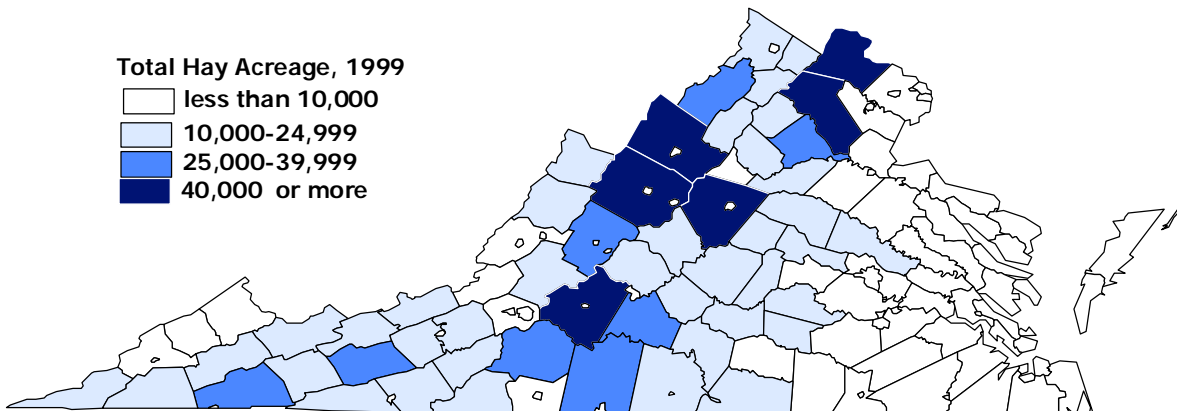 Total Hay Acreage, 1999
less than 10,000
10,000-24,999
25,000-39,999
40,000 or more